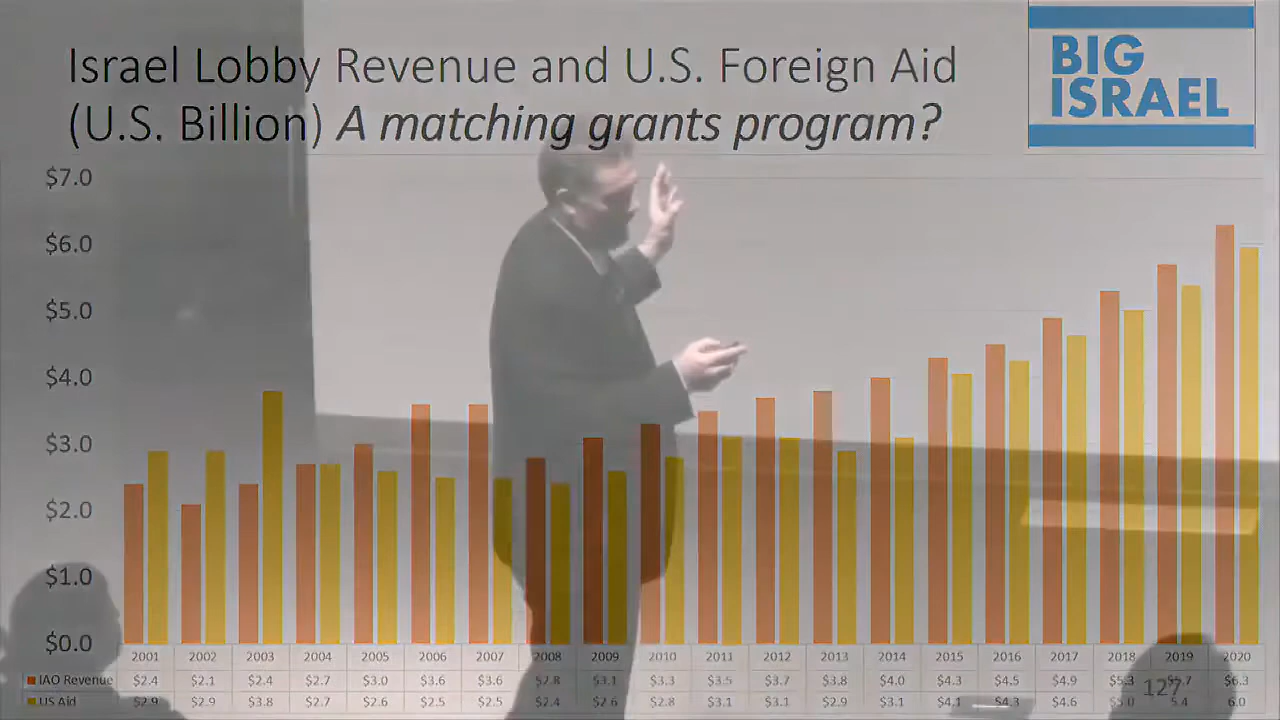 Israel Lobby Revenue and U.S. Foreign Aid
(U.S. Billion) A matching grants program?
BIG
ISRAEL
$7.0
$6.0
$5.0
$4.0
$3.0
$2.0
$1.0
$0.0
2001 2002 2003 2004 2005 2006 2007 2008 2009 2010 2011 2012 2013 2014 2015 2016 2017 2018 2019 2020
IAO Revenue $2.4 $2.1 $2.4 $2.7 $3.0 $3.6 $3.6 $2.8 $3.1 $3.3 $3.5 $3.7 $3.8 $4.0 $4.3 $4.5 $4.9 $5.3 $5.7 $6.3
US Aid $2.9 $2.9 $3.8 $2.7 $2.6 $2.5 $2.5 $2.4 $2.6 $2.8 $3.1 $3.1 $2.9 $3.1 $4.1 $4.3 $4.6 $5.0 5.4 6.0
127